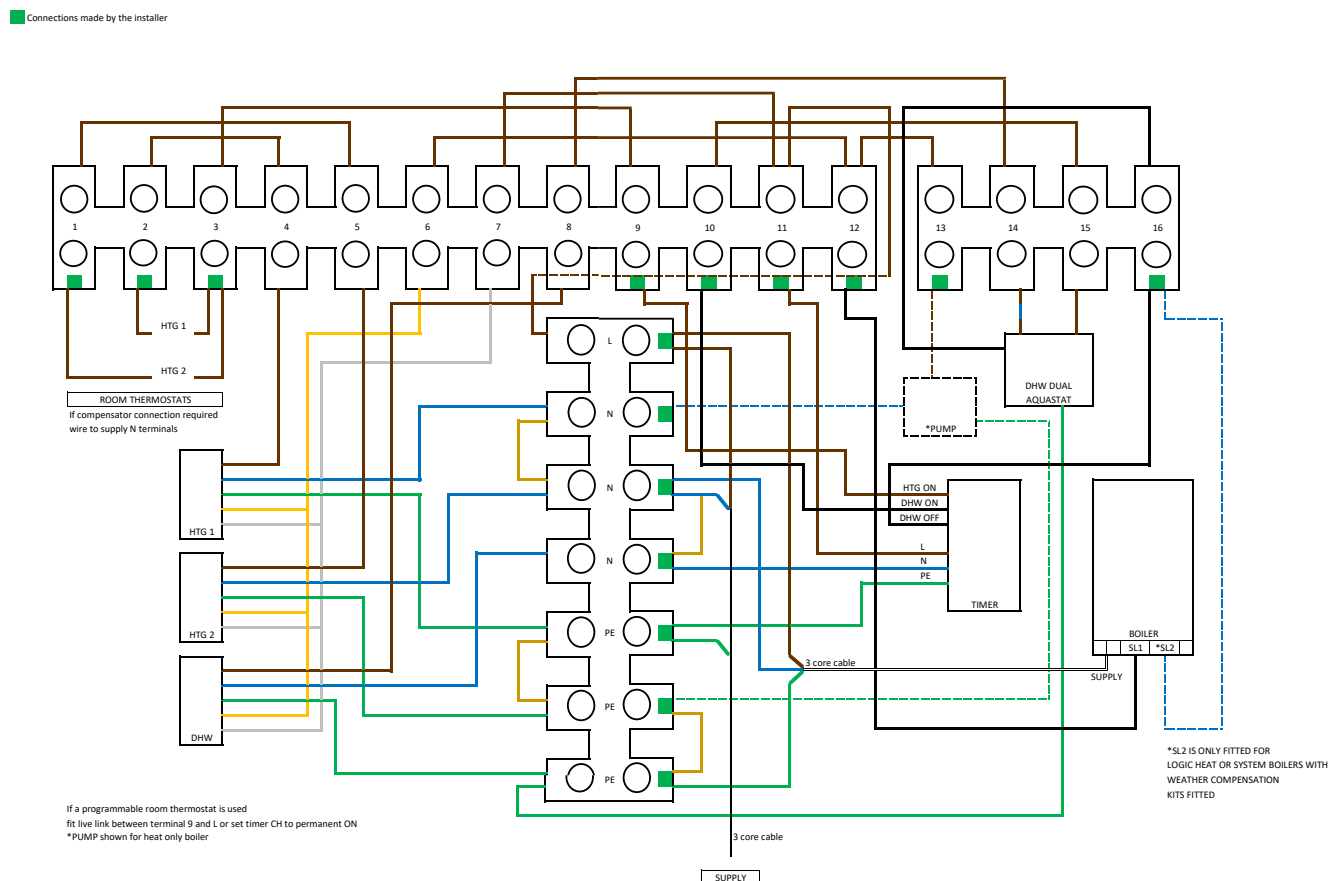 Connections made by the installer
1 2 3 4 5 6 7 8 9 10 11 12 13 14 15 16
HTG 1
HTG 2
ROOM THERMOSTATS
If compensator connection required
wire to supply N terminals
L
N
N
N
PE
PE
PE
HTG 1
HTG 2
DHW
DHW DUAL
AQUASTAT
*PUMP
HTG ON
DHW ON
DHW OFF
L
N
PE
TIMER
BOILER
SL1 *SL2
3 core cable
SUPPLY
*SL2 IS ONLY FITTED FOR
LOGIC HEAT OR SYSTEM BOILERS WITH
WEATHER COMPENSATION
KITS FITTED
If a programmable room thermostat is used
fit live link between terminal 9 and L or set timer CH to permanent ON
*PUMP shown for heat only boiler
3 core cable
SUPPLY